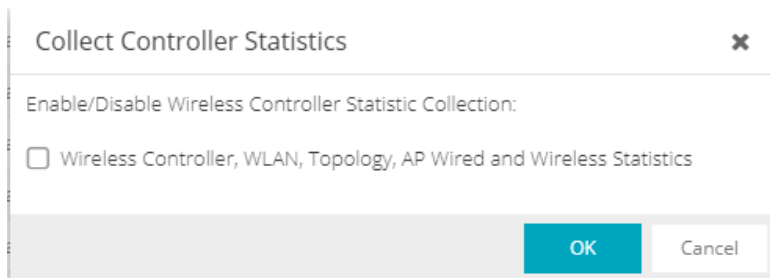 Collect Controller Statistics
Enable/Disable Wireless Controller Statistic Collection:
Wireless Controller, WLAN, Topology, AP Wired and Wireless Statistics
OK Cancel